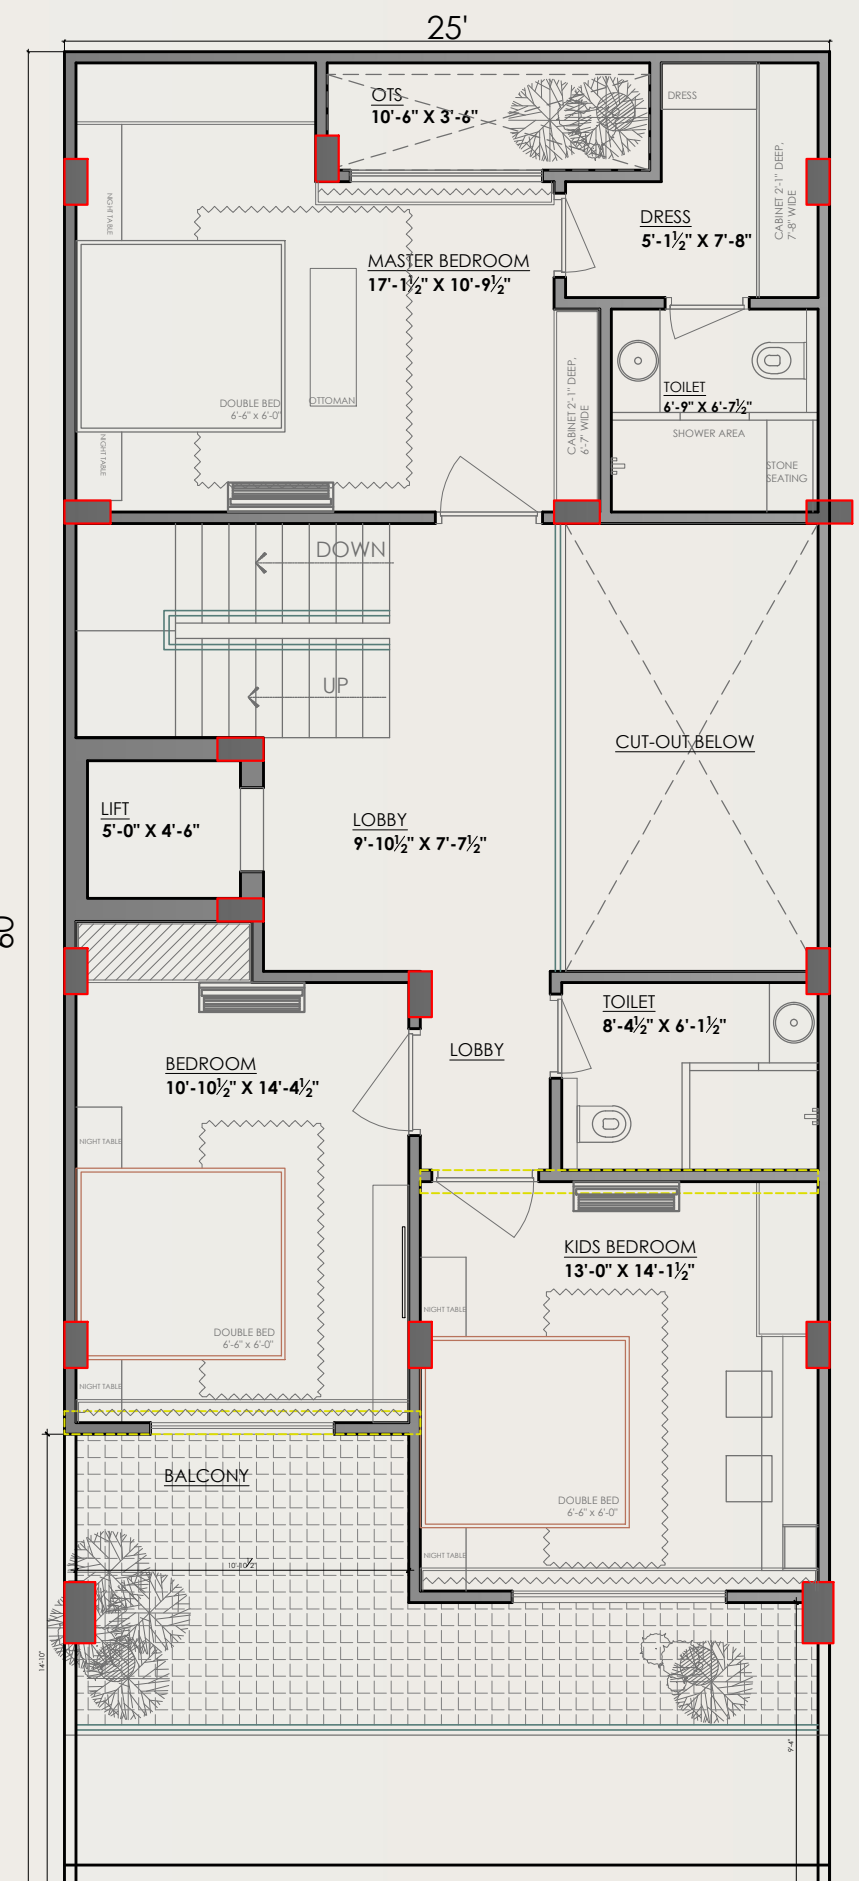 25'
OTS
10'-6" X 3'-6"
DRESS
CABINET 2'-1" DEEP,
7'-8" WIDE
NIGHT TABLE
DRESS
5'-1½" X 7'-8"
MASTER BEDROOM
17'-1½" X 10'-9½"
DOUBLE BED
6'-6" x 6'-0"
OTTOMAN
CABINET 2'-1" DEEP,
6'-7" WIDE
TOILET
6'-9" X 6'-7½"
SHOWER AREA
STONE
SEATING
NIGHT TABLE
DOWN
UP
CUT-OUT BELOW
LIFT
5'-0" X 4'-6"
LOBBY
9'-10½" X 7'-7½"
TOILET
8'-4½" X 6'-1½"
LOBBY
BEDROOM
10'-10½" X 14'-4½"
NIGHT TABLE
KIDS BEDROOM
13'-0" X 14'-1½"
NIGHT TABLE
DOUBLE BED
6'-6" x 6'-0"
NIGHT TABLE
BALCONY
DOUBLE BED
6'-6" x 6'-0"
NIGHT TABLE
10'-10½"
14'-10"
9'-4"